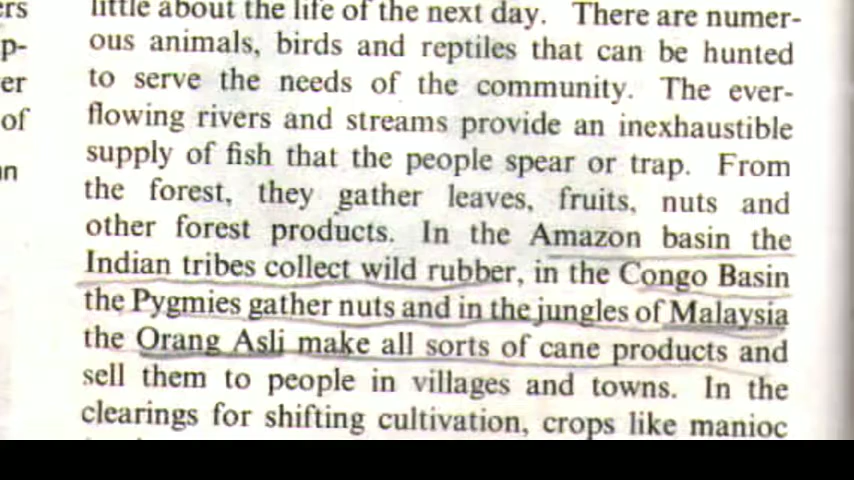 ers
p-
er
of
little about the life of the next day. There are numer-
ous animals, birds and reptiles that can be hunted
to serve the needs of the community. The ever-
flowing rivers and streams provide an inexhaustible
supply of fish that the people spear or trap. From
the forest, they gather leaves, fruits, nuts and
other forest products. In the Amazon basin the
Indian tribes collect wild rubber, in the Congo Basin
the Pygmies gather nuts and in the jungles of Malaysia
the Orang Asli make all sorts of cane products and
sell them to people in villages and towns. In the
clearings for shifting cultivation, crops like manioc